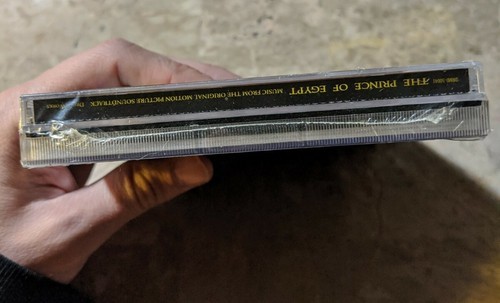 THE PRINCE OF EGYPT MUSIC FROM THE ORIGINAL MOTION PICTURE SOUNDTRACK